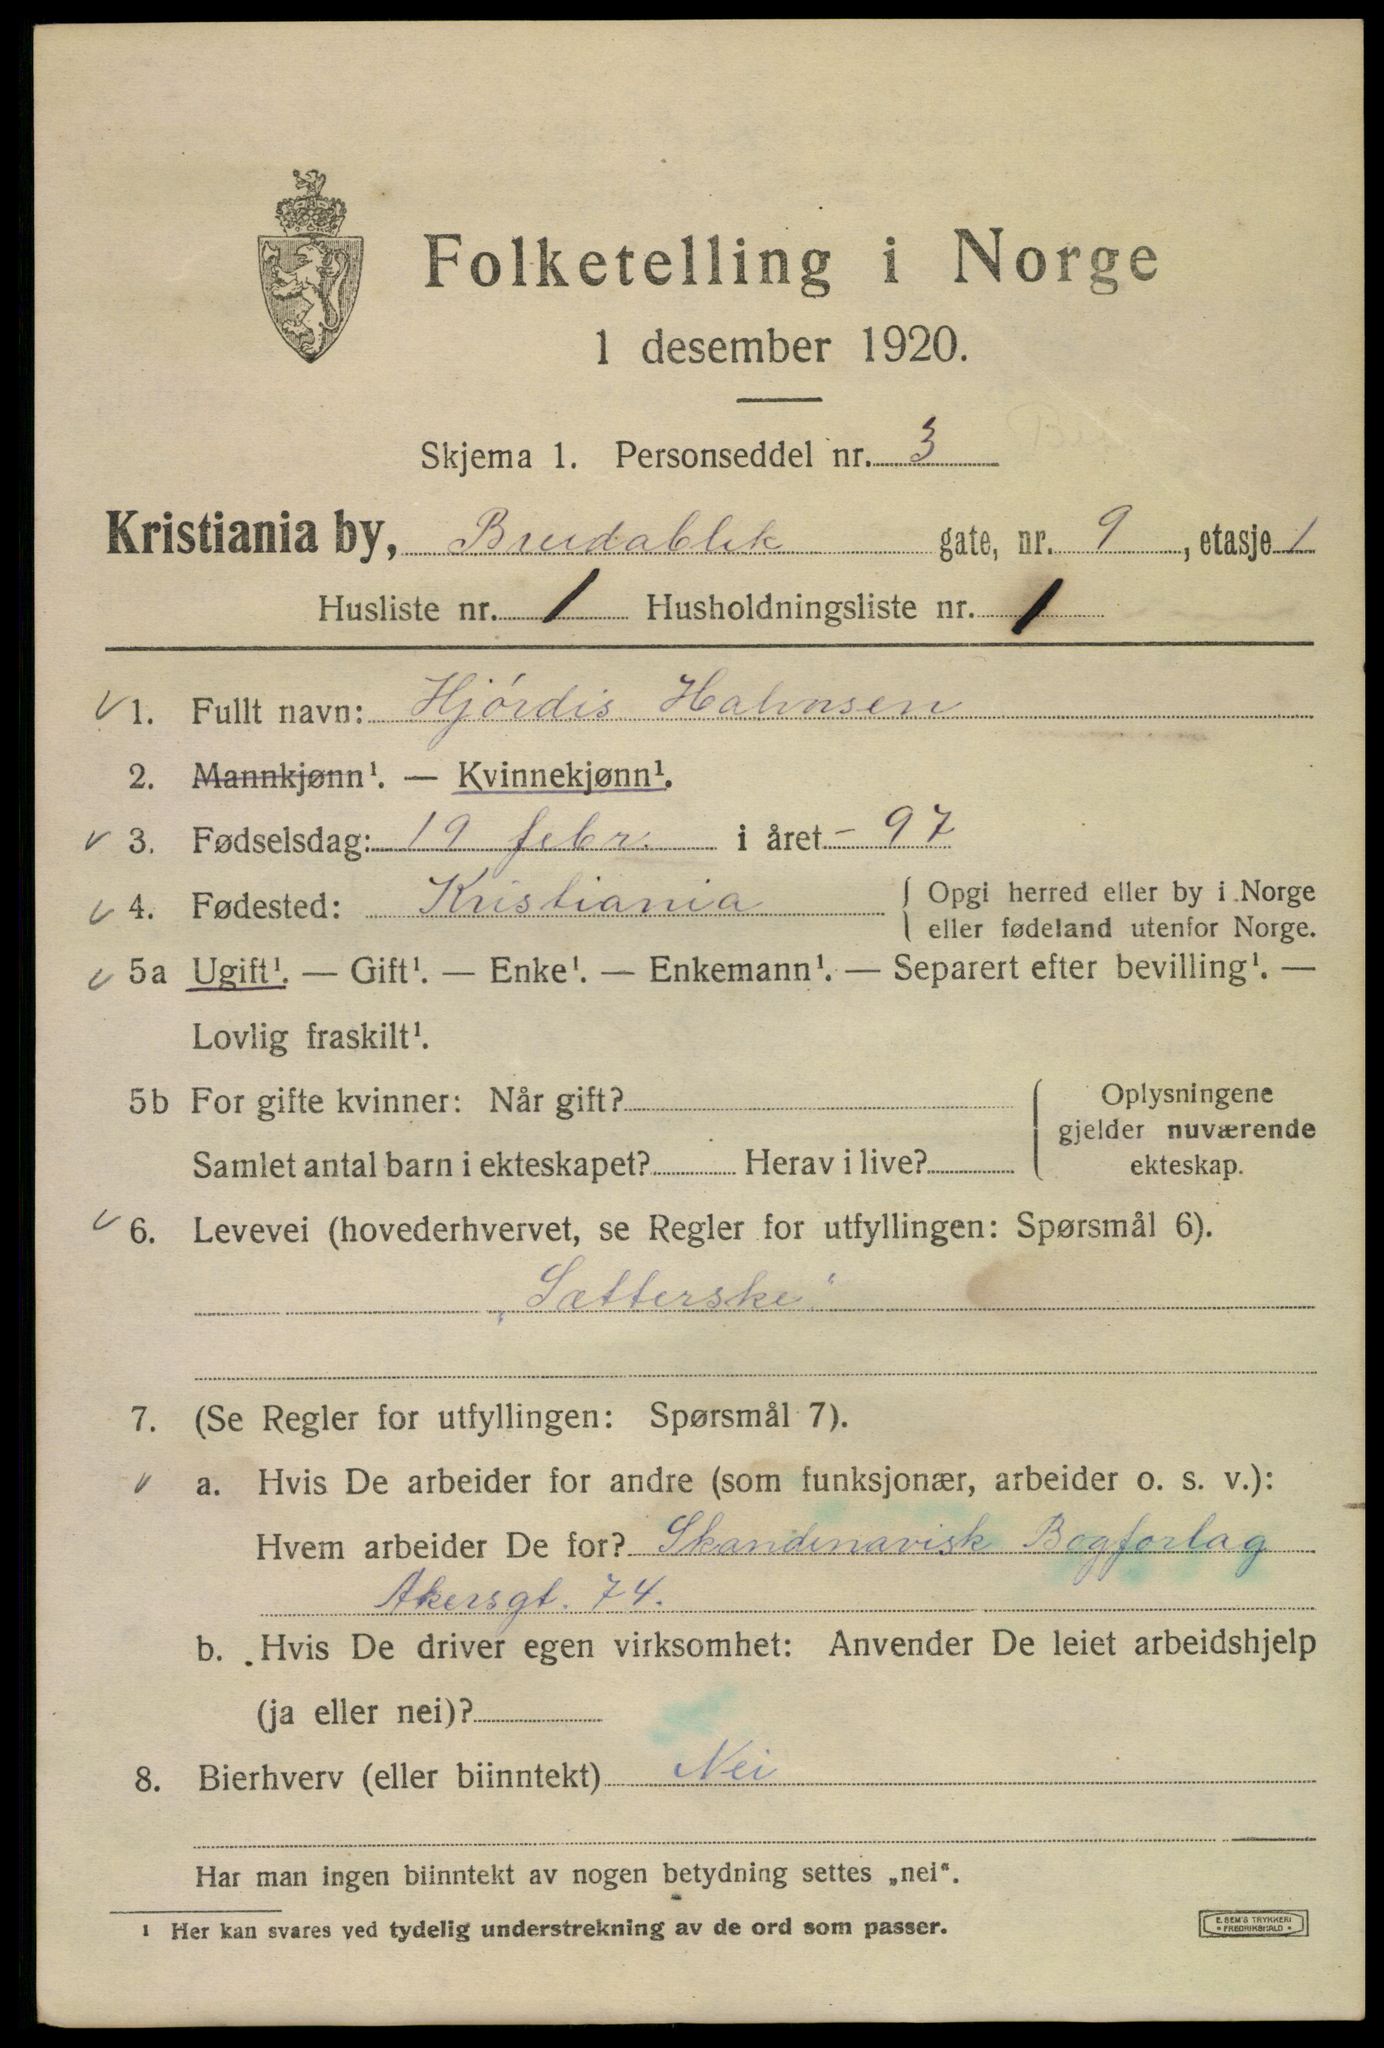 Folketelling i Norge
1 desember 1920.
Skjema 1. Personseddel nr. 3
Kristiania by, Breidablik gate, nr. 9, etasje 1
Husliste nr. 1 Husholdningsliste nr. 1
1. Fullt navn: Hjórdis Halvnsen
2. Mannkjønn¹. — Kvinnekjønn¹.
3. Fødselsdag: 19 febr. i året - 97
4. Fødested: Kristiania { Opgi herred eller by i Norge
eller fødeland utenfor Norge.
5a Ugift¹. — Gift¹. — Enke¹. — Enkemann¹. — Separert efter bevilling¹. —
Lovlig fraskilt¹.
5b For gifte kvinner: Når gift? { Oplysningene
gjelder nuværende
Samlet antal barn i ekteskapet? Herav i live? ekteskap.
6. Levevei (hovederhvervet, se Regler for utfyllingen: Spørsmål 6).
„Sætterske“
7. (Se Regler for utfyllingen: Spørsmål 7).
a. Hvis De arbeider for andre (som funksjonær, arbeider o. s. v.):
Hvem arbeider De for? Skandinavisk Bogforlag
Akersgt. 74.
b. Hvis De driver egen virksomhet: Anvender De leiet arbeidshjelp
(ja eller nei)?
8. Bierhverv (eller biinntekt) Nei
Har man ingen biinntekt av nogen betydning settes „nei“.
¹ Her kan svares ved tydelig understrekning av de ord som passer.
E. SEM'S TRYKKERI
• FREDRIKSHALD •